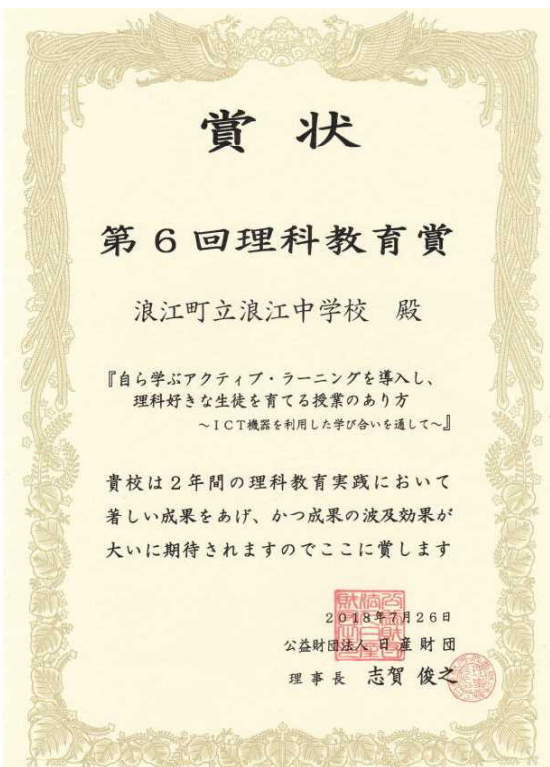 賞状
第6回理科教育賞
浪江町立浪江中学校 殿
『自ら学ぶアクティブ・ラーニングを導入し、
理科好きな生徒を育てる授業のあり方
～ICT機器を利用した学び合いを通して～』
貴校は2年間の理科教育実践において
著しい成果をあげ、かつ成果の波及効果が
大いに期待されますのでここに賞します
2018年7月26日
公益財団法人 日産財団
理事長 志賀 俊之